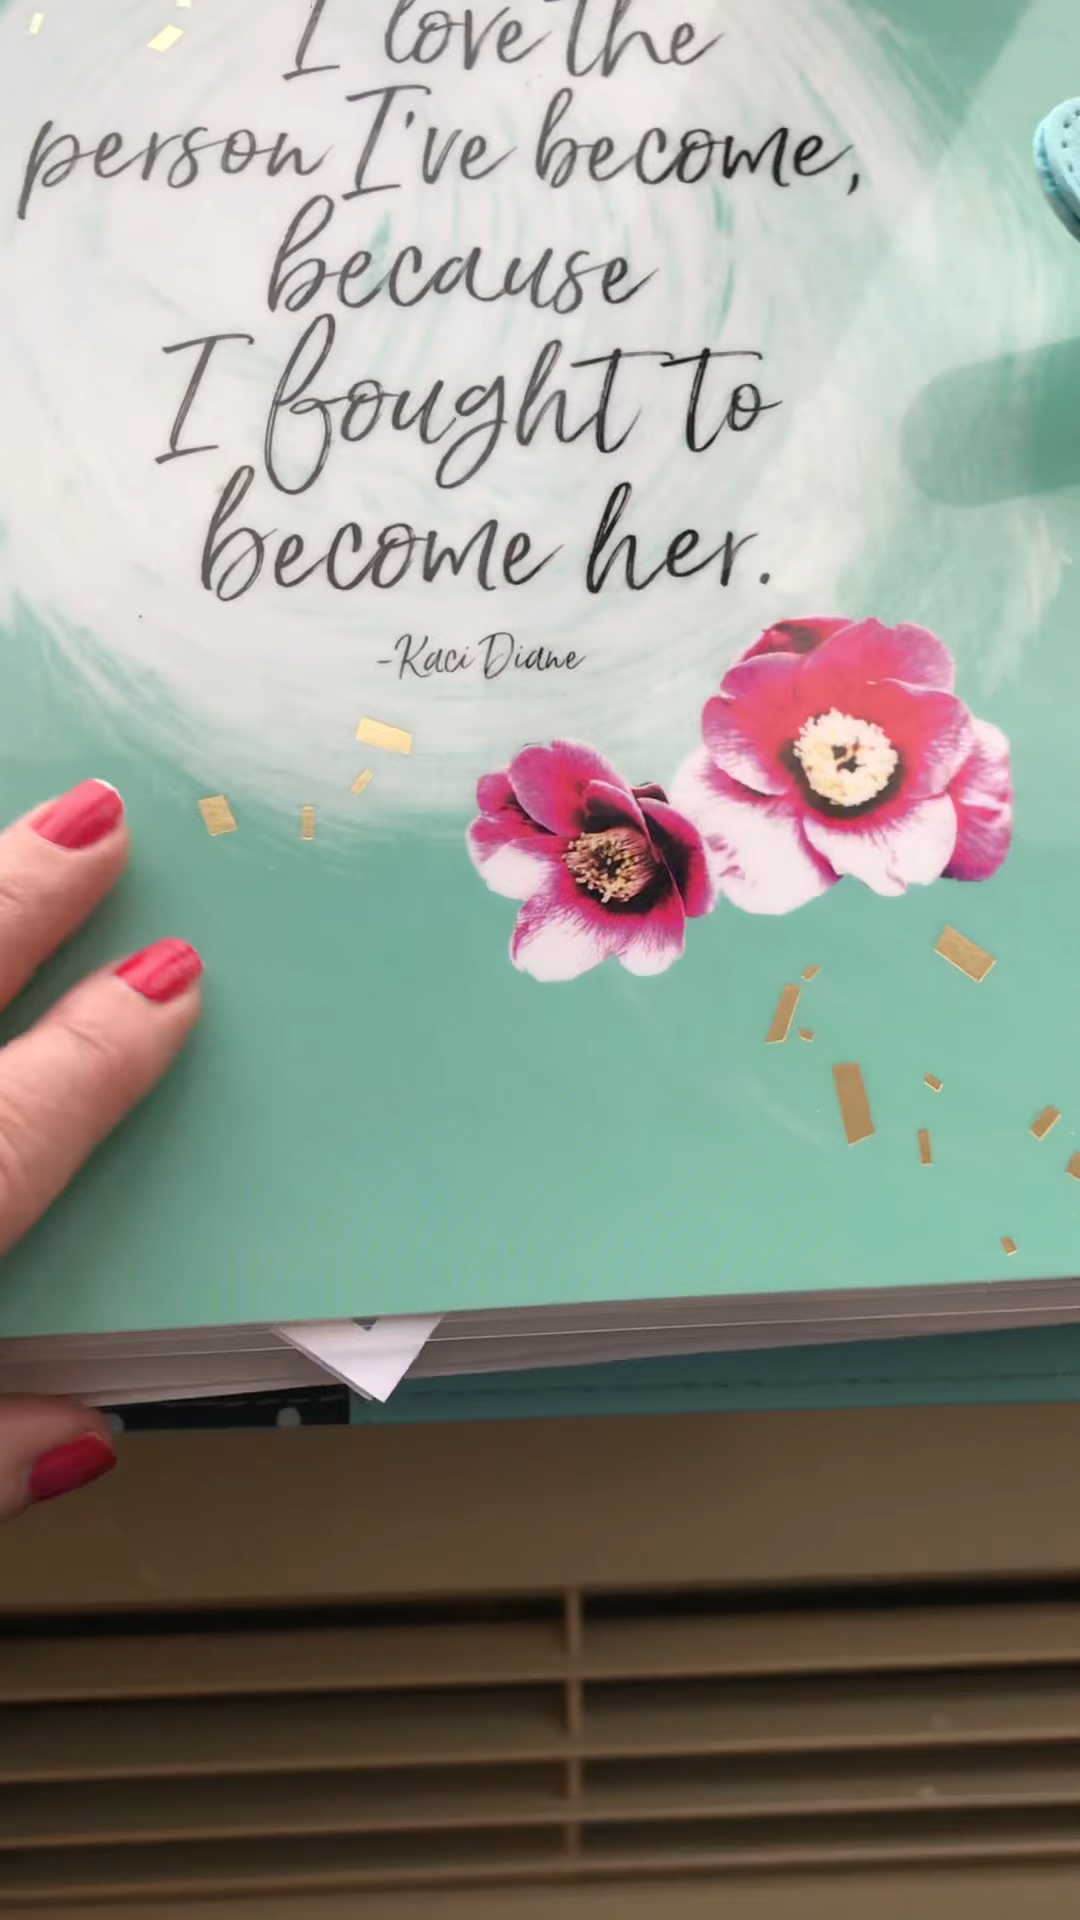 I love the
person I've become,
because
I fought to
become her.
-Kaci Diane